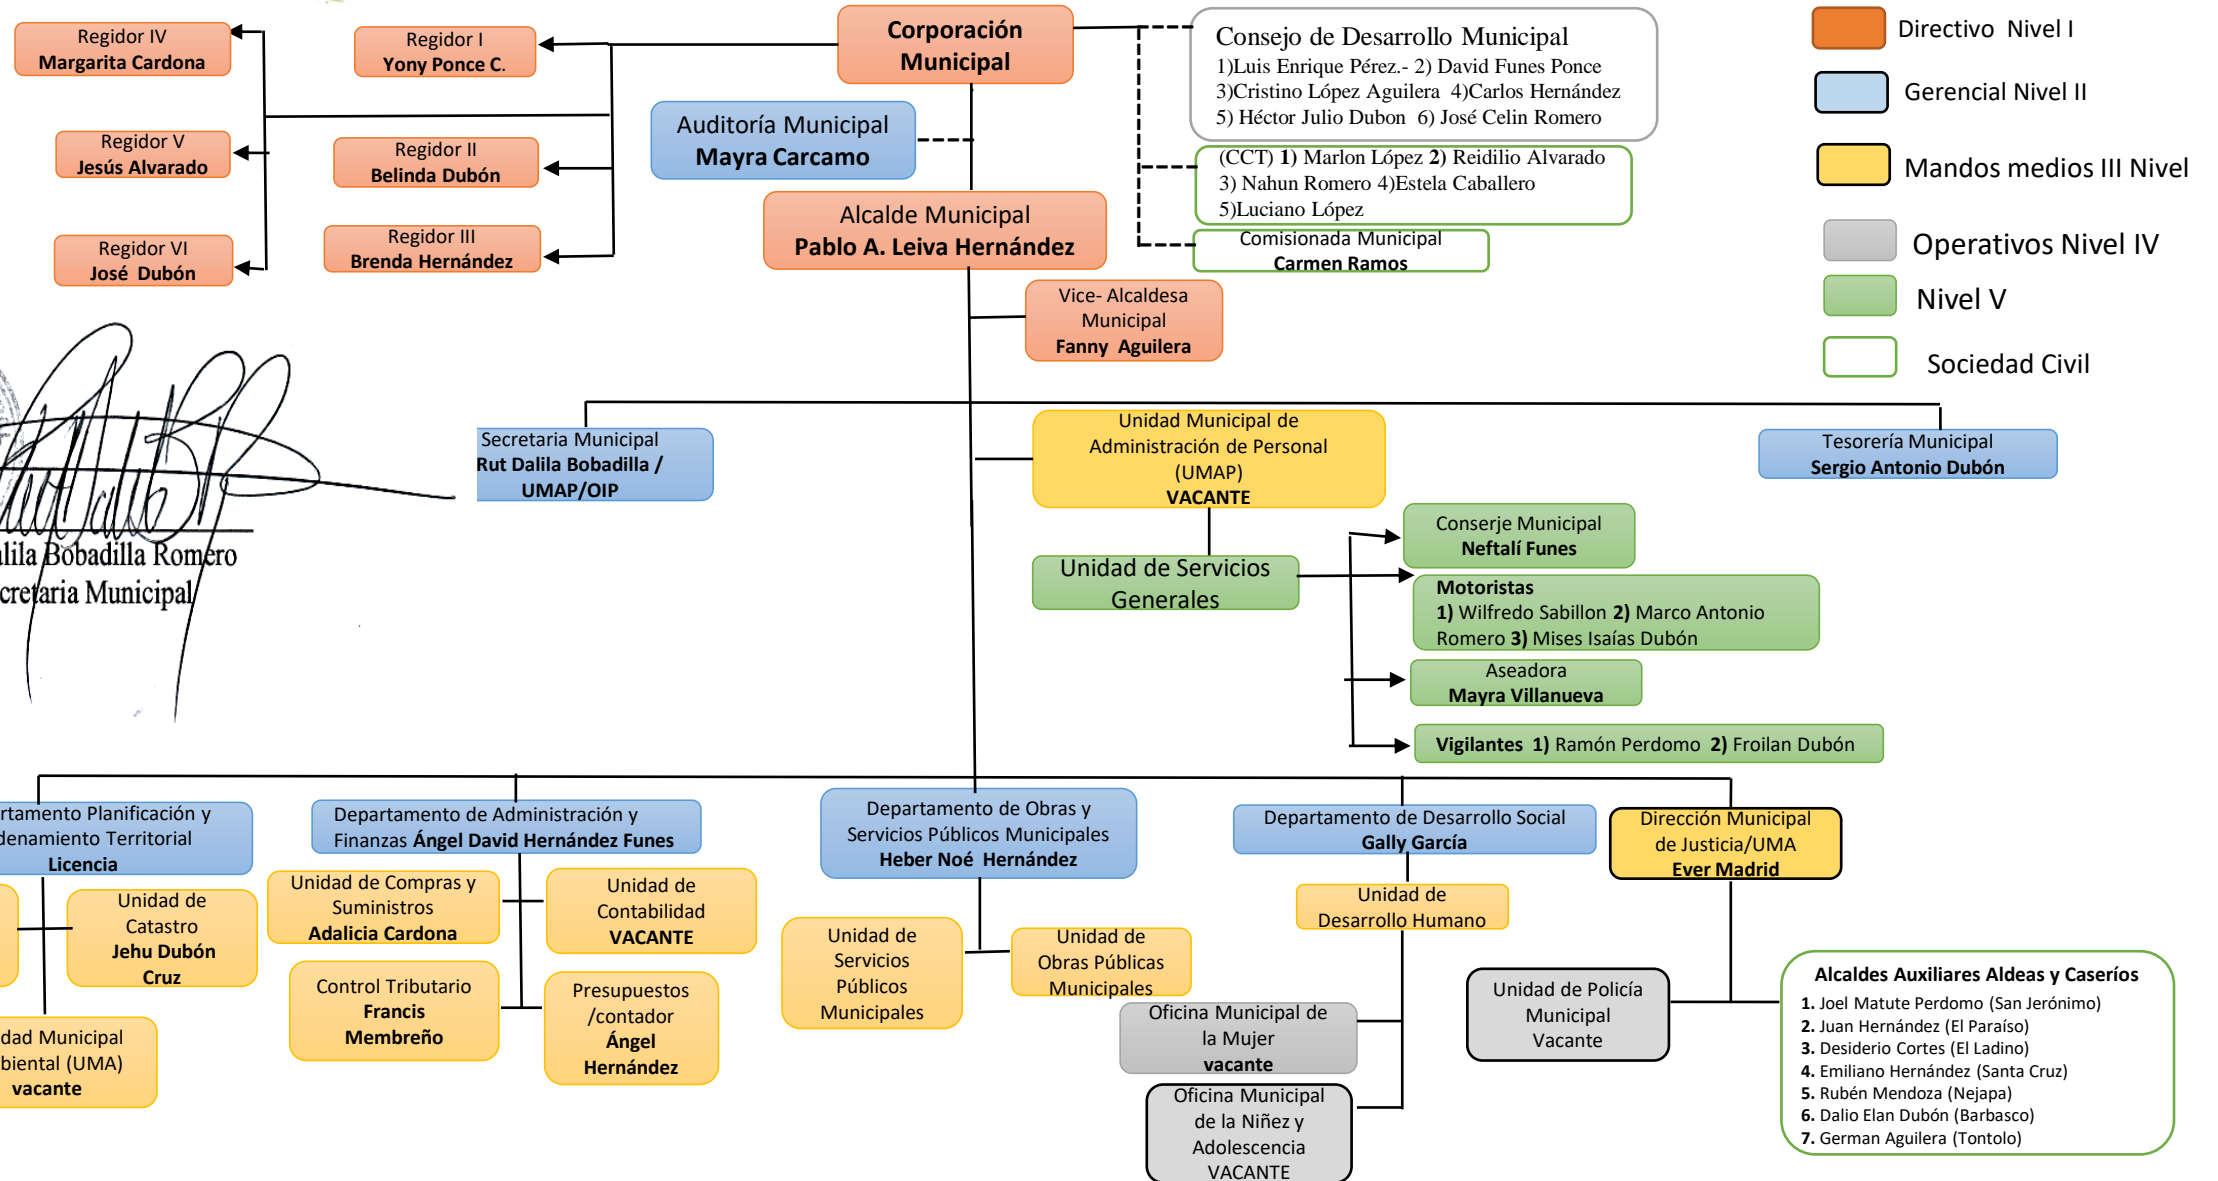 Regidor IV
Margarita Cardona
Regidor I
Yony Ponce C.
Corporación
Municipal
Consejo de Desarrollo Municipal
1)Luis Enrique Pérez.- 2) David Funes Ponce
3)Cristino López Aguilera 4)Carlos Hernández
5) Héctor Julio Dubon 6) José Celin Romero
Directivo Nivel I
Gerencial Nivel II
Mandos medios III Nivel
Operativos Nivel IV
Nivel V
Sociedad Civil
Regidor V
Jesús Alvarado
Regidor II
Belinda Dubón
Auditoría Municipal
Mayra Carcamo
(CCT) 1) Marlon López 2) Reidilio Alvarado
3) Nahun Romero 4)Estela Caballero
5)Luciano López
Regidor VI
José Dubón
Regidor III
Brenda Hernández
Alcalde Municipal
Pablo A. Leiva Hernández
Comisionada Municipal
Carmen Ramos
Vice- Alcaldesa
Municipal
Fanny Aguilera
Secretaria Municipal
Rut Dalila Bobadilla /
UMAP/OIP
Unidad Municipal de
Administración de Personal
(UMAP)
VACANTE
Tesorería Municipal
Sergio Antonio Dubón
alila Bobadilla Romero
cretaria Municipal
Unidad de Servicios
Generales
Conserje Municipal
Neftalí Funes
Motoristas
1) Wilfredo Sabillon 2) Marco Antonio
Romero 3) Mises Isaías Dubón
Aseadora
Mayra Villanueva
Vigilantes 1) Ramón Perdomo 2) Froilan Dubón
rtamento Planificación y
denamiento Territorial
Licencia
Departamento de Administración y
Finanzas Ángel David Hernández Funes
Departamento de Obras y
Servicios Públicos Municipales
Heber Noé Hernández
Departamento de Desarrollo Social
Gally García
Dirección Municipal
de Justicia/UMA
Ever Madrid
Unidad de
Catastro
Jehu Dubón
Cruz
Unidad de Compras y
Suministros
Adalicia Cardona
Unidad de
Contabilidad
VACANTE
Unidad de
Servicios
Públicos
Municipales
Unidad de
Obras Públicas
Municipales
Unidad de
Desarrollo Humano
dad Municipal
biental (UMA)
vacante
Control Tributario
Francis
Membreño
Presupuestos
/contador
Ángel
Hernández
Oficina Municipal de
la Mujer
vacante
Oficina Municipal
de la Niñez y
Adolescencia
VACANTE
Unidad de Policía
Municipal
Vacante
Alcaldes Auxiliares Aldeas y Caseríos
1. Joel Matute Perdomo (San Jerónimo)
2. Juan Hernández (El Paraíso)
3. Desiderio Cortes (El Ladino)
4. Emiliano Hernández (Santa Cruz)
5. Rubén Mendoza (Nejapa)
6. Dalio Elan Dubón (Barbasco)
7. German Aguilera (Tontolo)